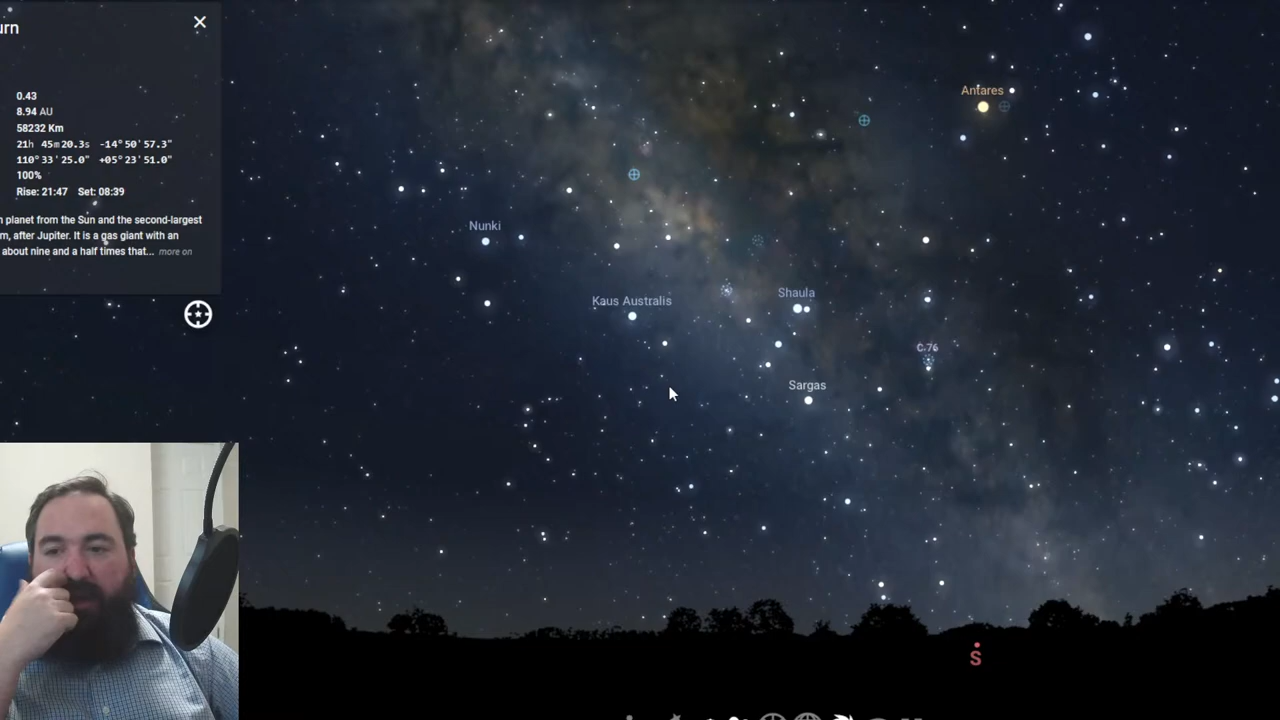 urn
0.43
8.94 AU
58232 Km
21h 45m20.3s -14°50'57.3"
110°33'25.0" +05°23'51.0"
100%
Rise: 21:47 Set: 08:39
planet from the Sun and the second-largest
m, after Jupiter. It is a gas giant with an
about nine and a half times that... more on
Antares
Nunki
Kaus Australis
Shaula
C 76
Sargas
S